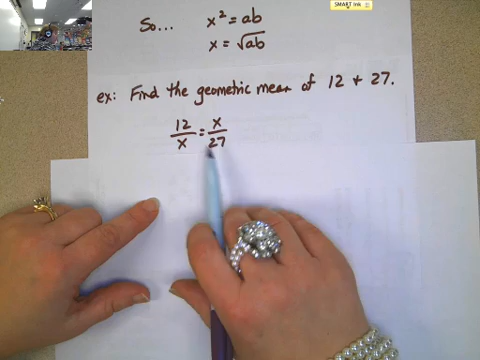 SMART Ink
So... x² = ab
x = √ab
ex: Find the geometric mean of 12 + 27.
12/x = x/27